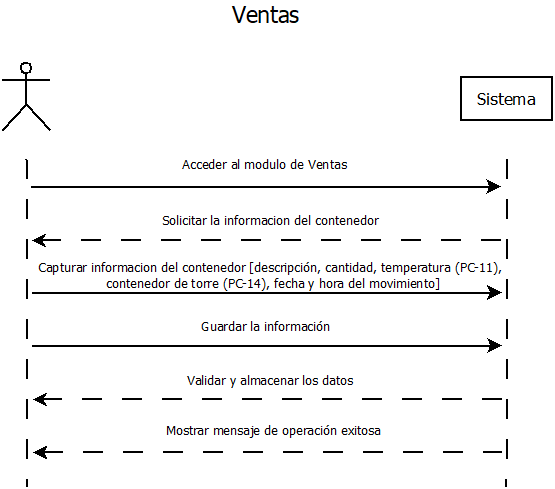 Ventas
Sistema
Acceder al modulo de Ventas
Solicitar la informacion del contenedor
Capturar informacion del contenedor [descripción, cantidad, temperatura (PC-11),
contenedor de torre (PC-14), fecha y hora del movimiento]
Guardar la información
Validar y almacenar los datos
Mostrar mensaje de operación exitosa